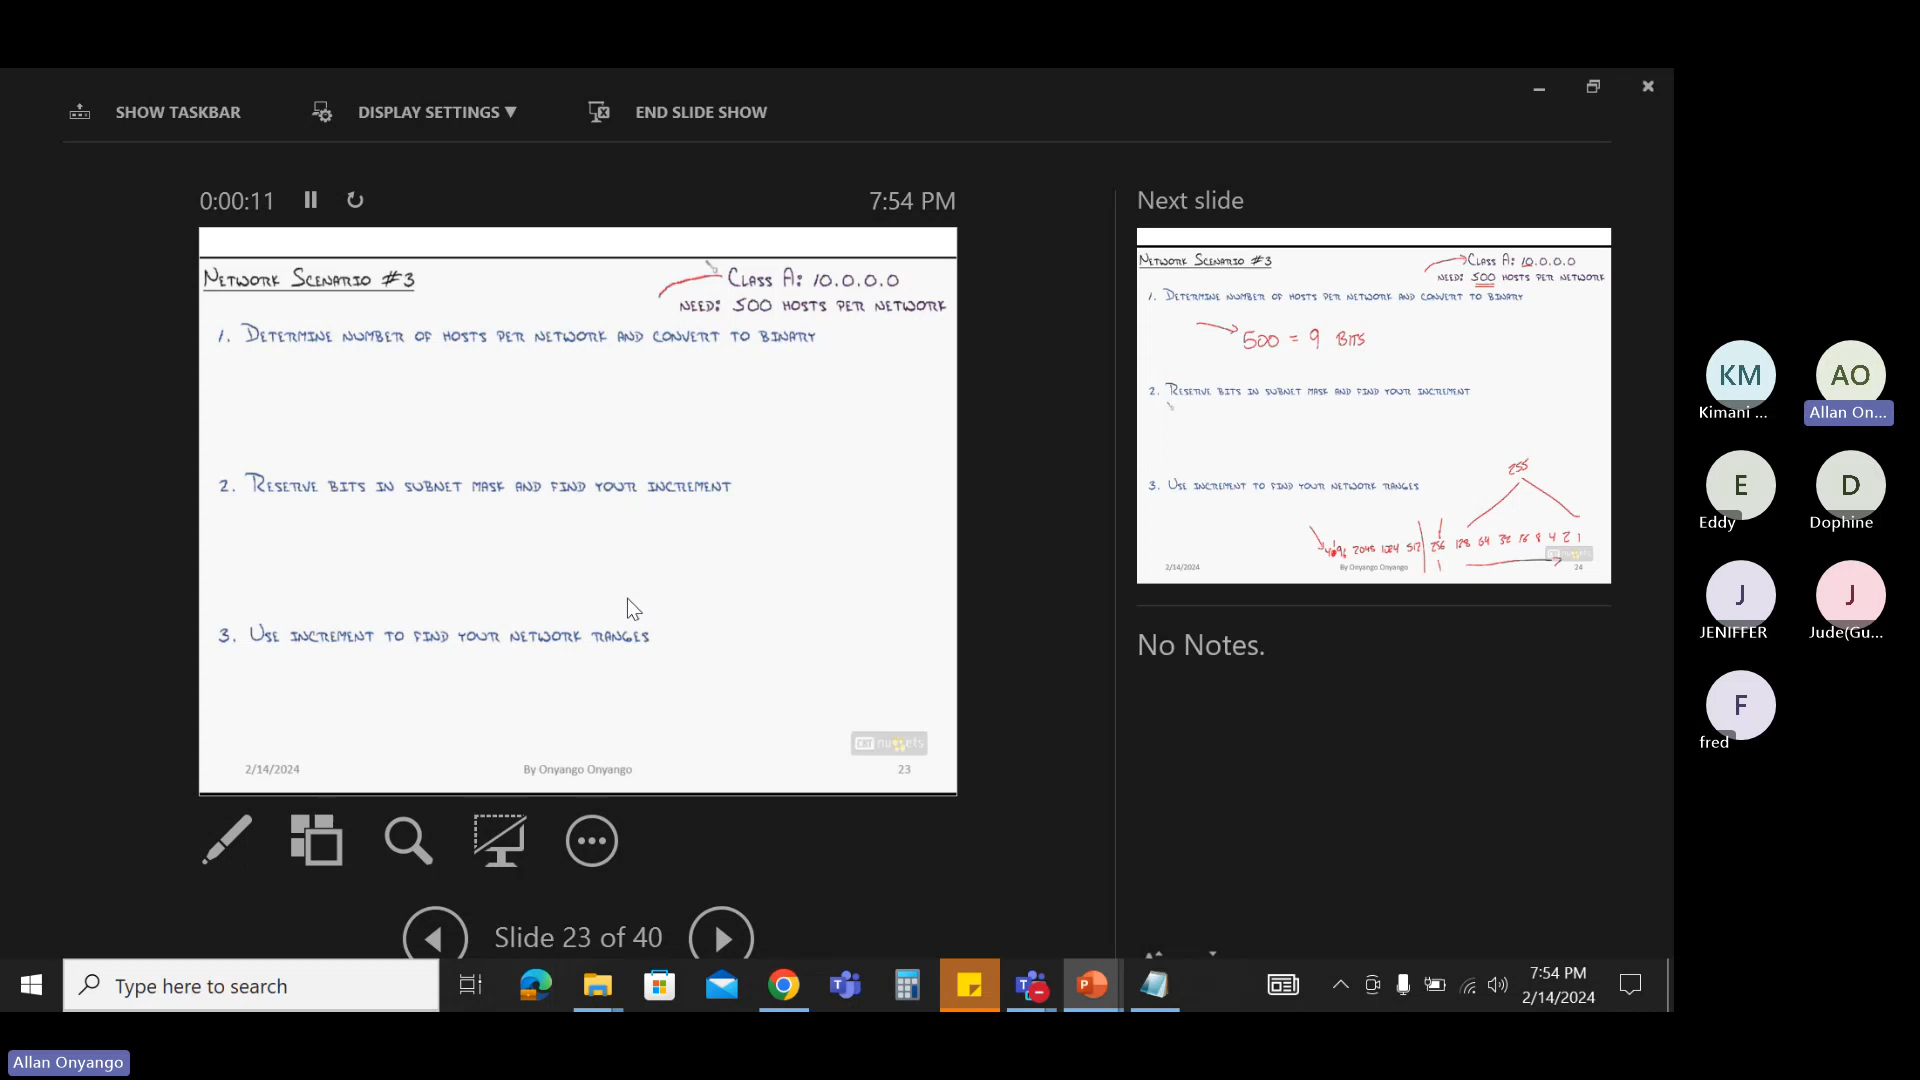 SHOW TASKBAR
DISPLAY SETTINGS ▼
END SLIDE SHOW
0:00:11
7:54 PM
NETWORK SCENARIO #3
CLASS A: 10.0.0.0
NEED: 500 HOSTS PER NETWORK
1. DETERMINE NUMBER OF HOSTS PER NETWORK AND CONVERT TO BINARY
2. RESERVE BITS IN SUBNET MASK AND FIND YOUR INCREMENT
3. USE INCREMENT TO FIND YOUR NETWORK RANGES
nuggets
2/14/2024
By Onyango Onyango
23
Slide 23 of 40
Next slide
NETWORK SCENARIO #3
CLASS A: 10.0.0.0
NEED: 500 HOSTS PER NETWORK
1. DETERMINE NUMBER OF HOSTS PER NETWORK AND CONVERT TO BINARY
500 = 9 BITS
2. RESERVE BITS IN SUBNET MASK AND FIND YOUR INCREMENT
255
3. USE INCREMENT TO FIND YOUR NETWORK RANGES
4096 2048 1024 512 256 128 64 32 16 8 4 2 1
1
2/14/2024
By Onyango Onyango
24
No Notes.
KM
Kimani ...
AO
Allan On...
E
Eddy
D
Dophine
J
JENIFFER
J
Jude(Gu...
F
fred
Type here to search
7:54 PM
2/14/2024
Allan Onyango